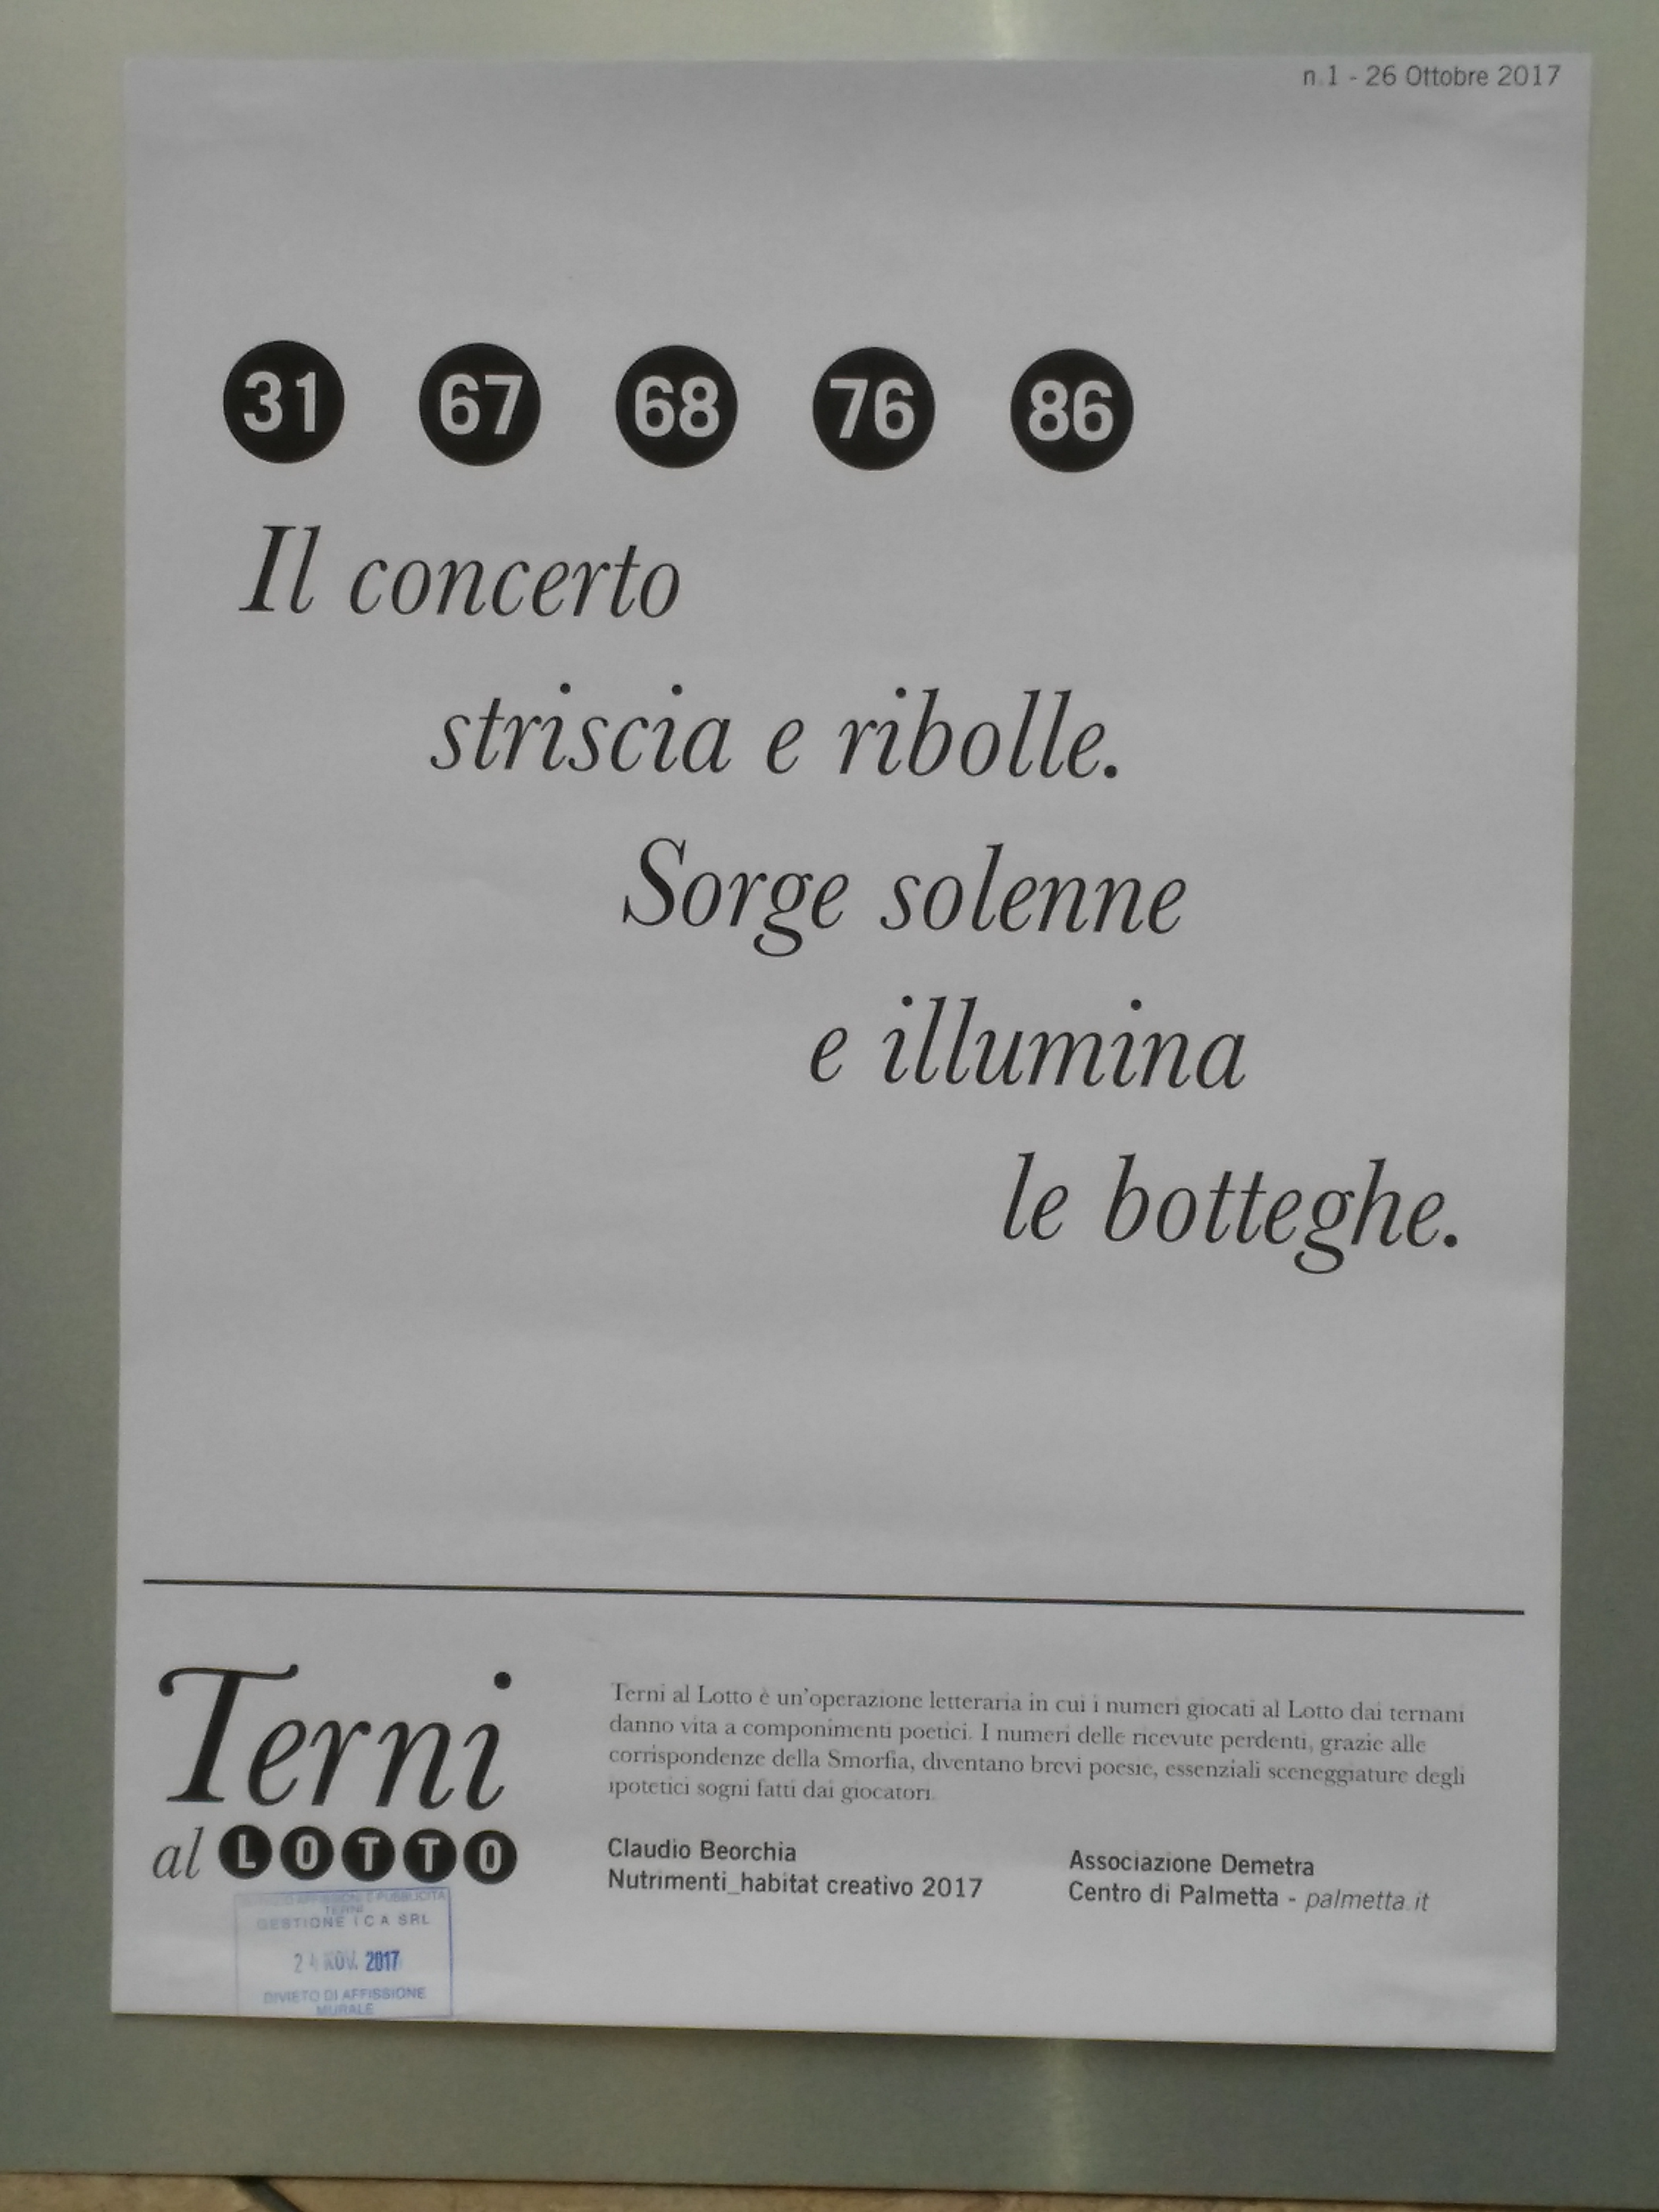 n.1 - 26 Ottobre 2017
31 67 68 76 86
Il concerto
striscia e ribolle.
Sorge solenne
e illumina
le botteghe.
Terni
al LOTTO
Terni al Lotto è un'operazione letteraria in cui i numeri giocati al Lotto dai ternani
danno vita a componimenti poetici. I numeri delle ricevute perdenti, grazie alle
corrispondenze della Smorfia, diventano brevi poesie, essenziali sceneggiature degli
ipotetici sogni fatti dai giocatori.
Claudio Beorchia
Nutrimenti_habitat creativo 2017
Associazione Demetra
Centro di Palmetta - palmetta.it
AFFISSIONI E PUBBLICITA
TERNI
GESTIONE I C A SRL
24 NOV. 2017
DIVIETO DI AFFISSIONE
MURALE